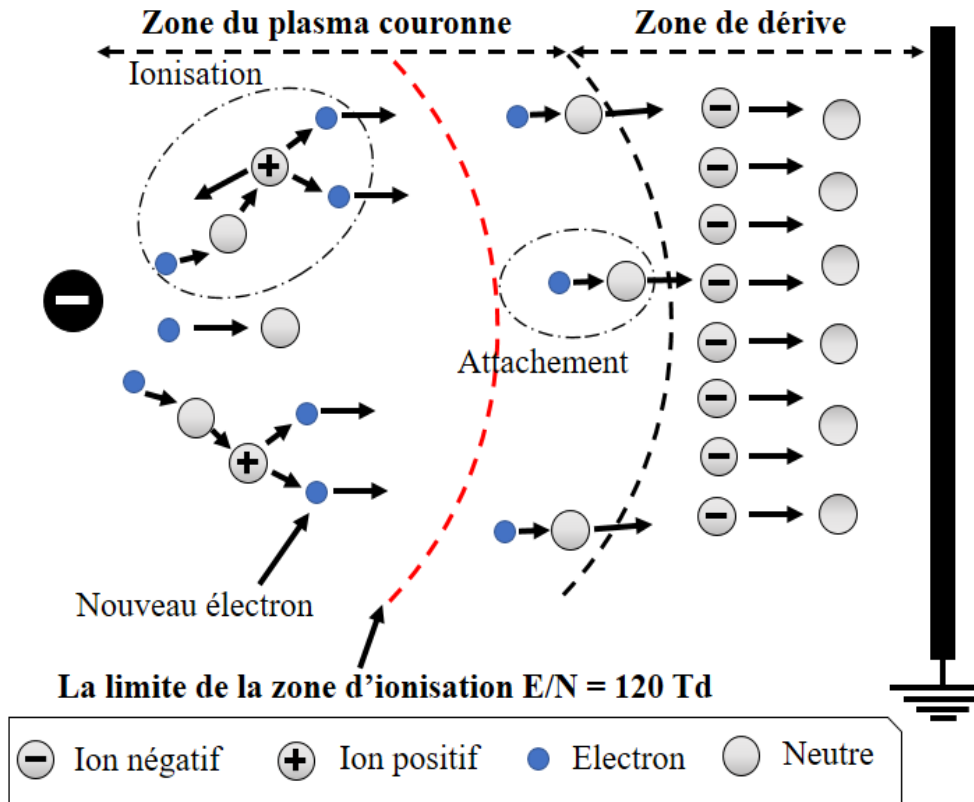 Zone du plasma couronne
Zone de dérive
Ionisation
Attachement
Nouveau électron
La limite de la zone d’ionisation E/N = 120 Td
Ion négatif
Ion positif
Electron
Neutre